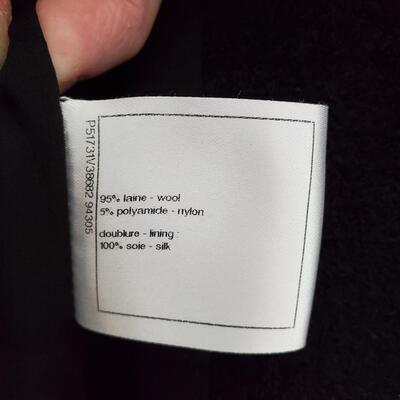 P51731V38682 94305
95% laine - wool
5% polyamide - nylon
doublure - lining :
100% soie - silk